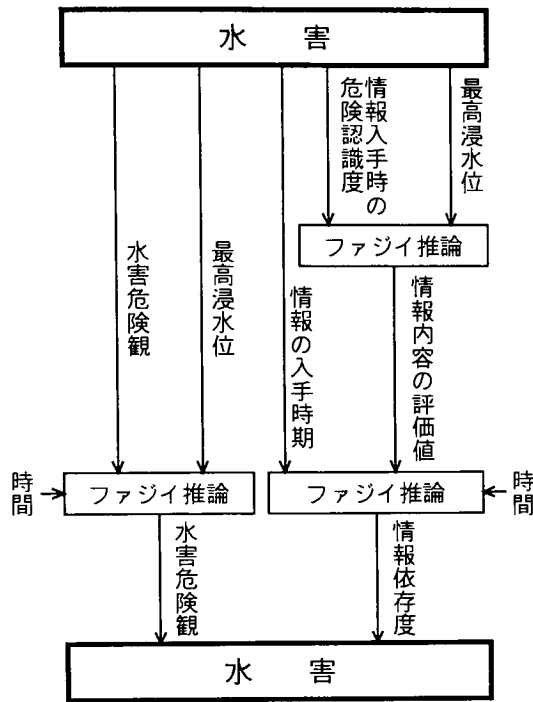 水 害
水害危険観
最高浸水位
情報の入手時期
情報入手時の
危険認識度
最高浸水位
ファジイ推論
情報内容の評価値
時間
ファジイ推論
ファジイ推論
時間
水害危険観
情報依存度
水 害